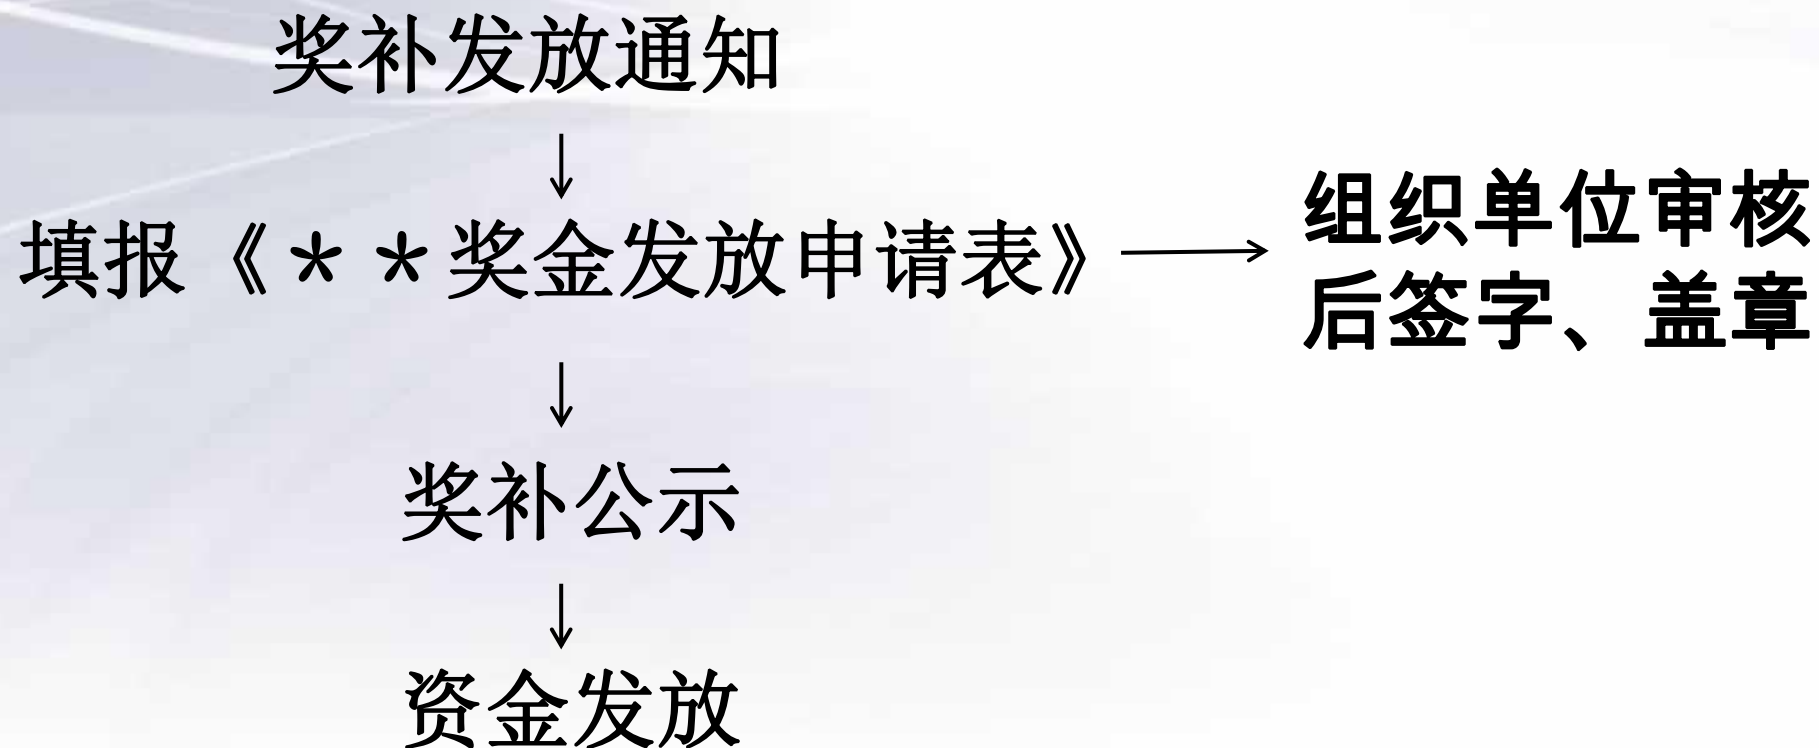 奖补发放通知
填报《**奖金发放申请表》
组织单位审核
后签字、盖章
奖补公示
资金发放